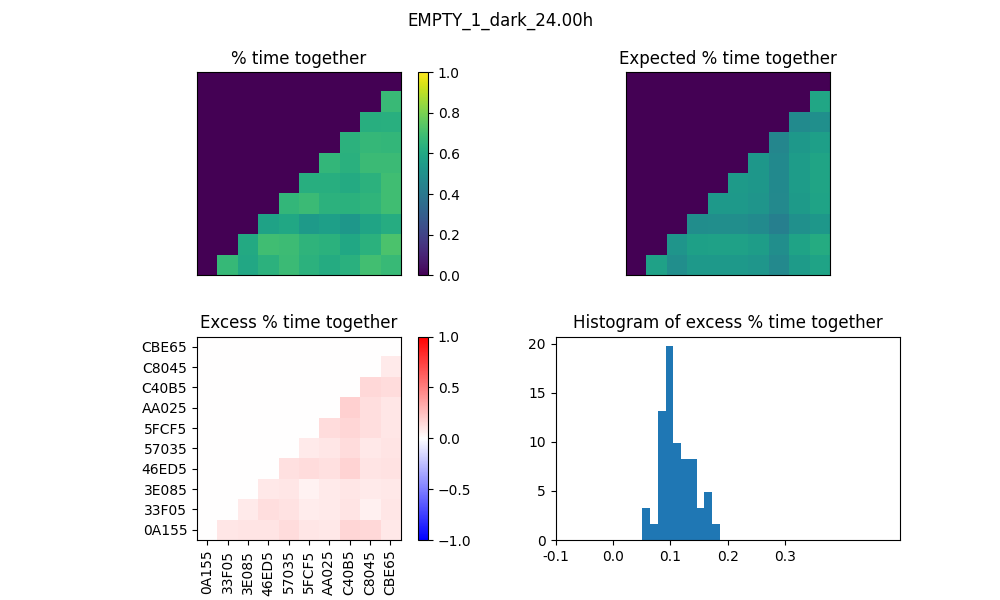 EMPTY_1_dark_24.00h
% time together
Expected % time together
1.0
0.8
0.6
0.4
0.2
0.0
Excess % time together
Histogram of excess % time together
CBE65
C8045
C40B5
AA025
5FCF5
57035
46ED5
3E085
33F05
0A155
0A155
33F05
3E085
46ED5
57035
5FCF5
AA025
C40B5
C8045
CBE65
1.0
0.5
0.0
−0.5
−1.0
20
15
10
5
0
-0.1
0.0
0.1
0.2
0.3